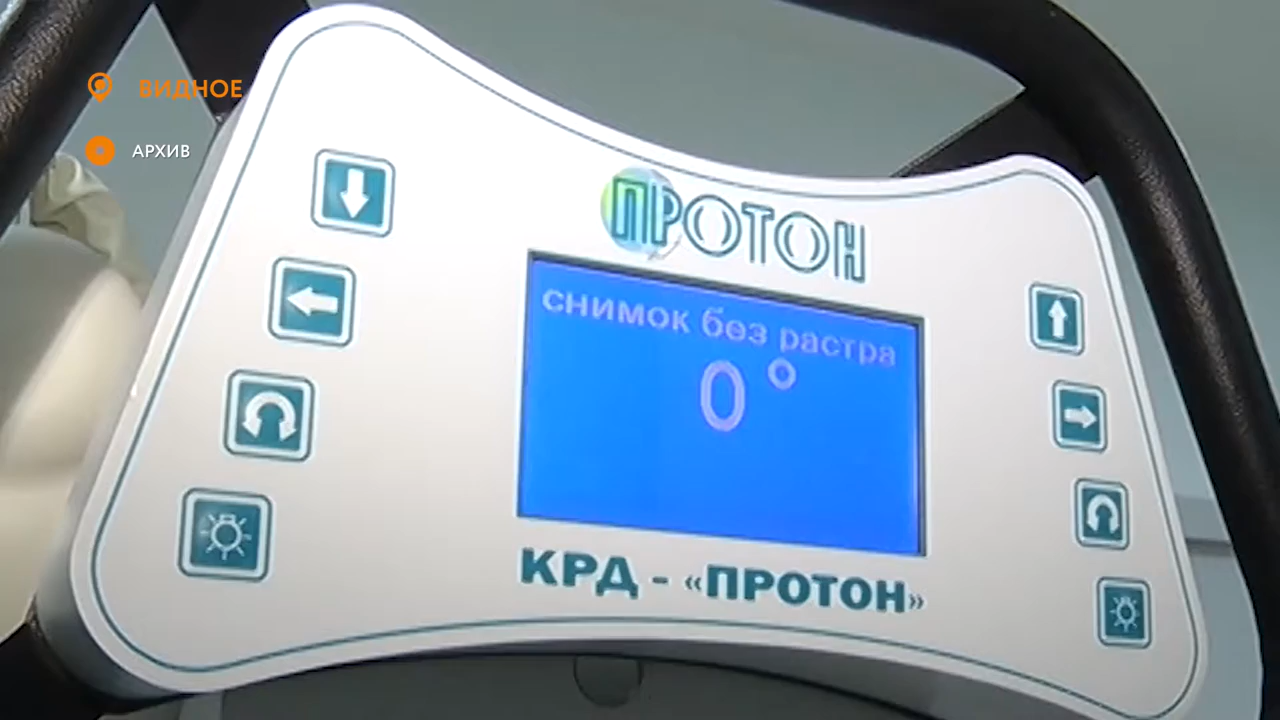 ВИДНОЕ
АРХИВ
ПРОТОН
снимок без растра
0°
КРД - «ПРОТОН»